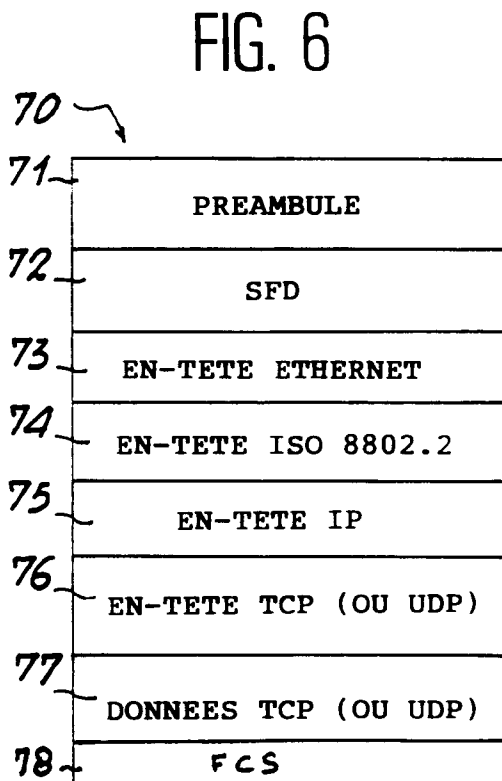 FIG. 6
70
71 PREAMBULE
72 SFD
73 EN-TETE ETHERNET
74 EN-TETE ISO 8802.2
75 EN-TETE IP
76 EN-TETE TCP (OU UDP)
77 DONNEES TCP (OU UDP)
78 FCS